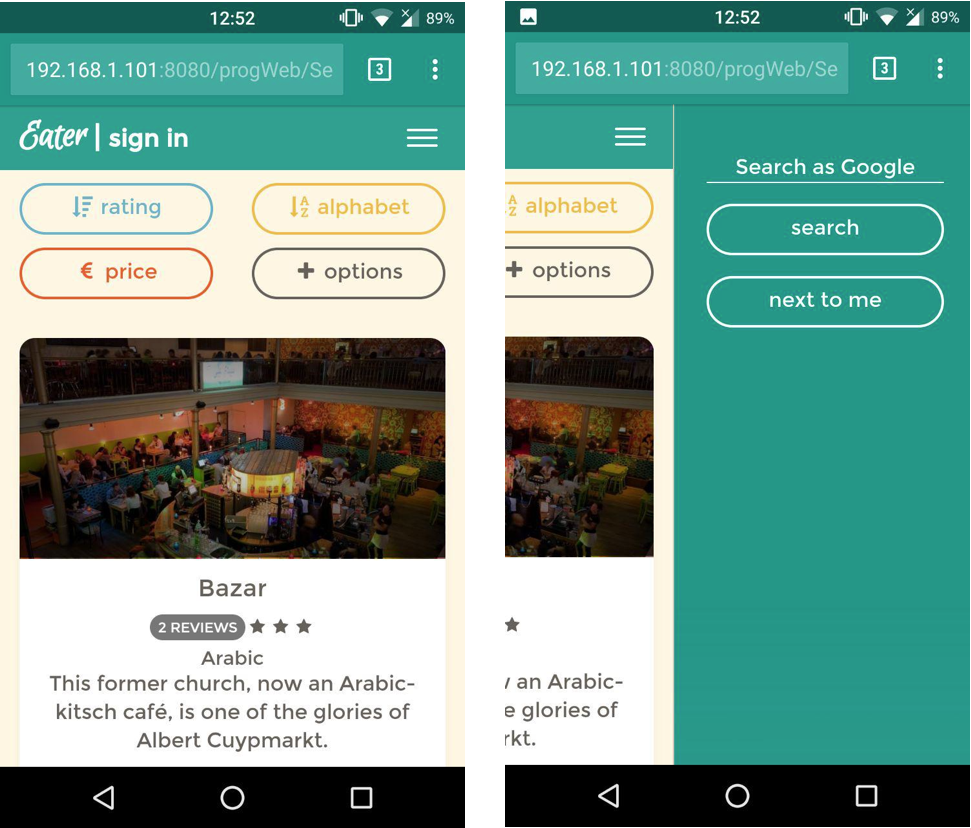 12:52 89%
192.168.1.101:8080/progWeb/Se 3
Eater | sign in
rating
alphabet
€ price
+ options
Bazar
2 REVIEWS
Arabic
This former church, now an Arabic-
kitsch café, is one of the glories of
Albert Cuypmarkt.
12:52 89%
192.168.1.101:8080/progWeb/Se 3
AZ alphabet
+ options
an Arabic-
e glories of
rkt.
Search as Google
search
next to me